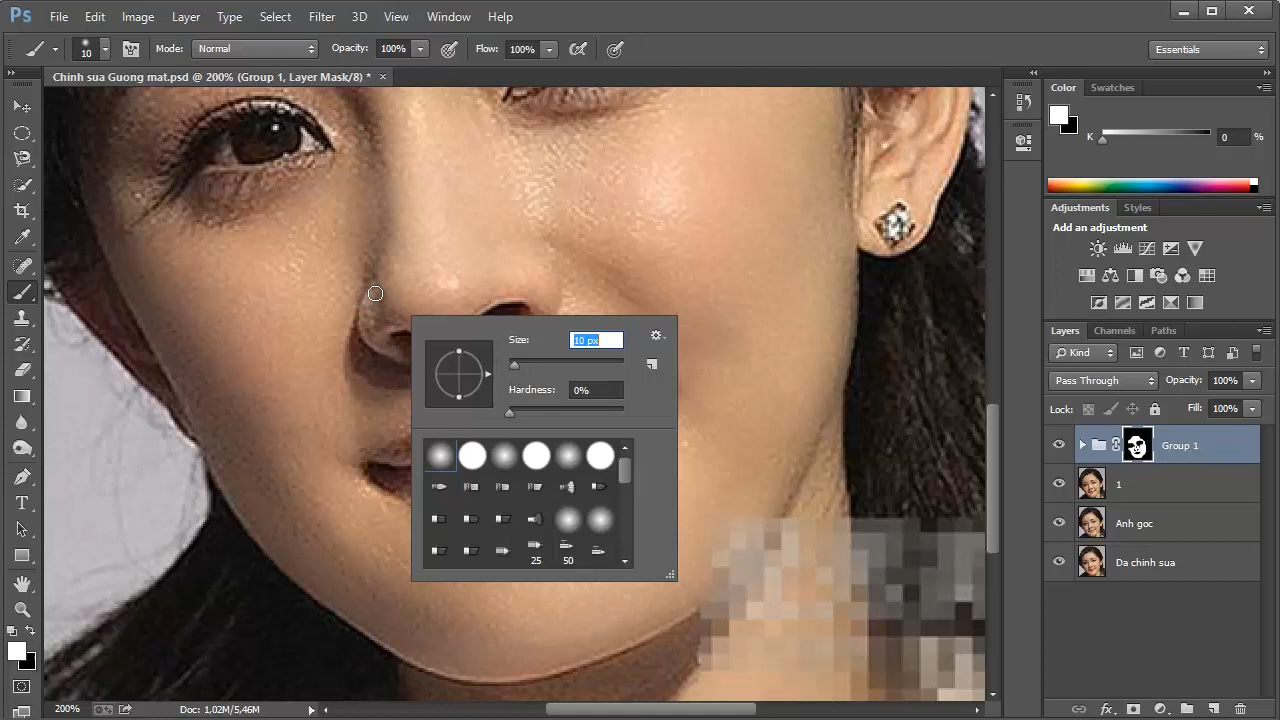 Ps File Edit Image Layer Type Select Filter 3D View Window Help
10 Mode: Normal Opacity: 100% Flow: 100% Essentials
Chinh sua Guong mat.psd @ 200% (Group 1, Layer Mask/8) * ×
Color Swatches
K 0 %
Adjustments Styles
Add an adjustment
Size: 10 px
Hardness: 0%
25 50
Layers Channels Paths
Kind
Pass Through Opacity: 100%
Lock: Fill: 100%
Group 1
1
Anh goc
Da chinh sua
200% Doc: 1,02M/5,46M